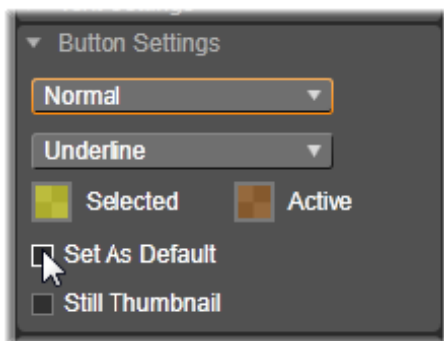 Button Settings
Normal
Underline
Selected Active
Set As Default
Still Thumbnail